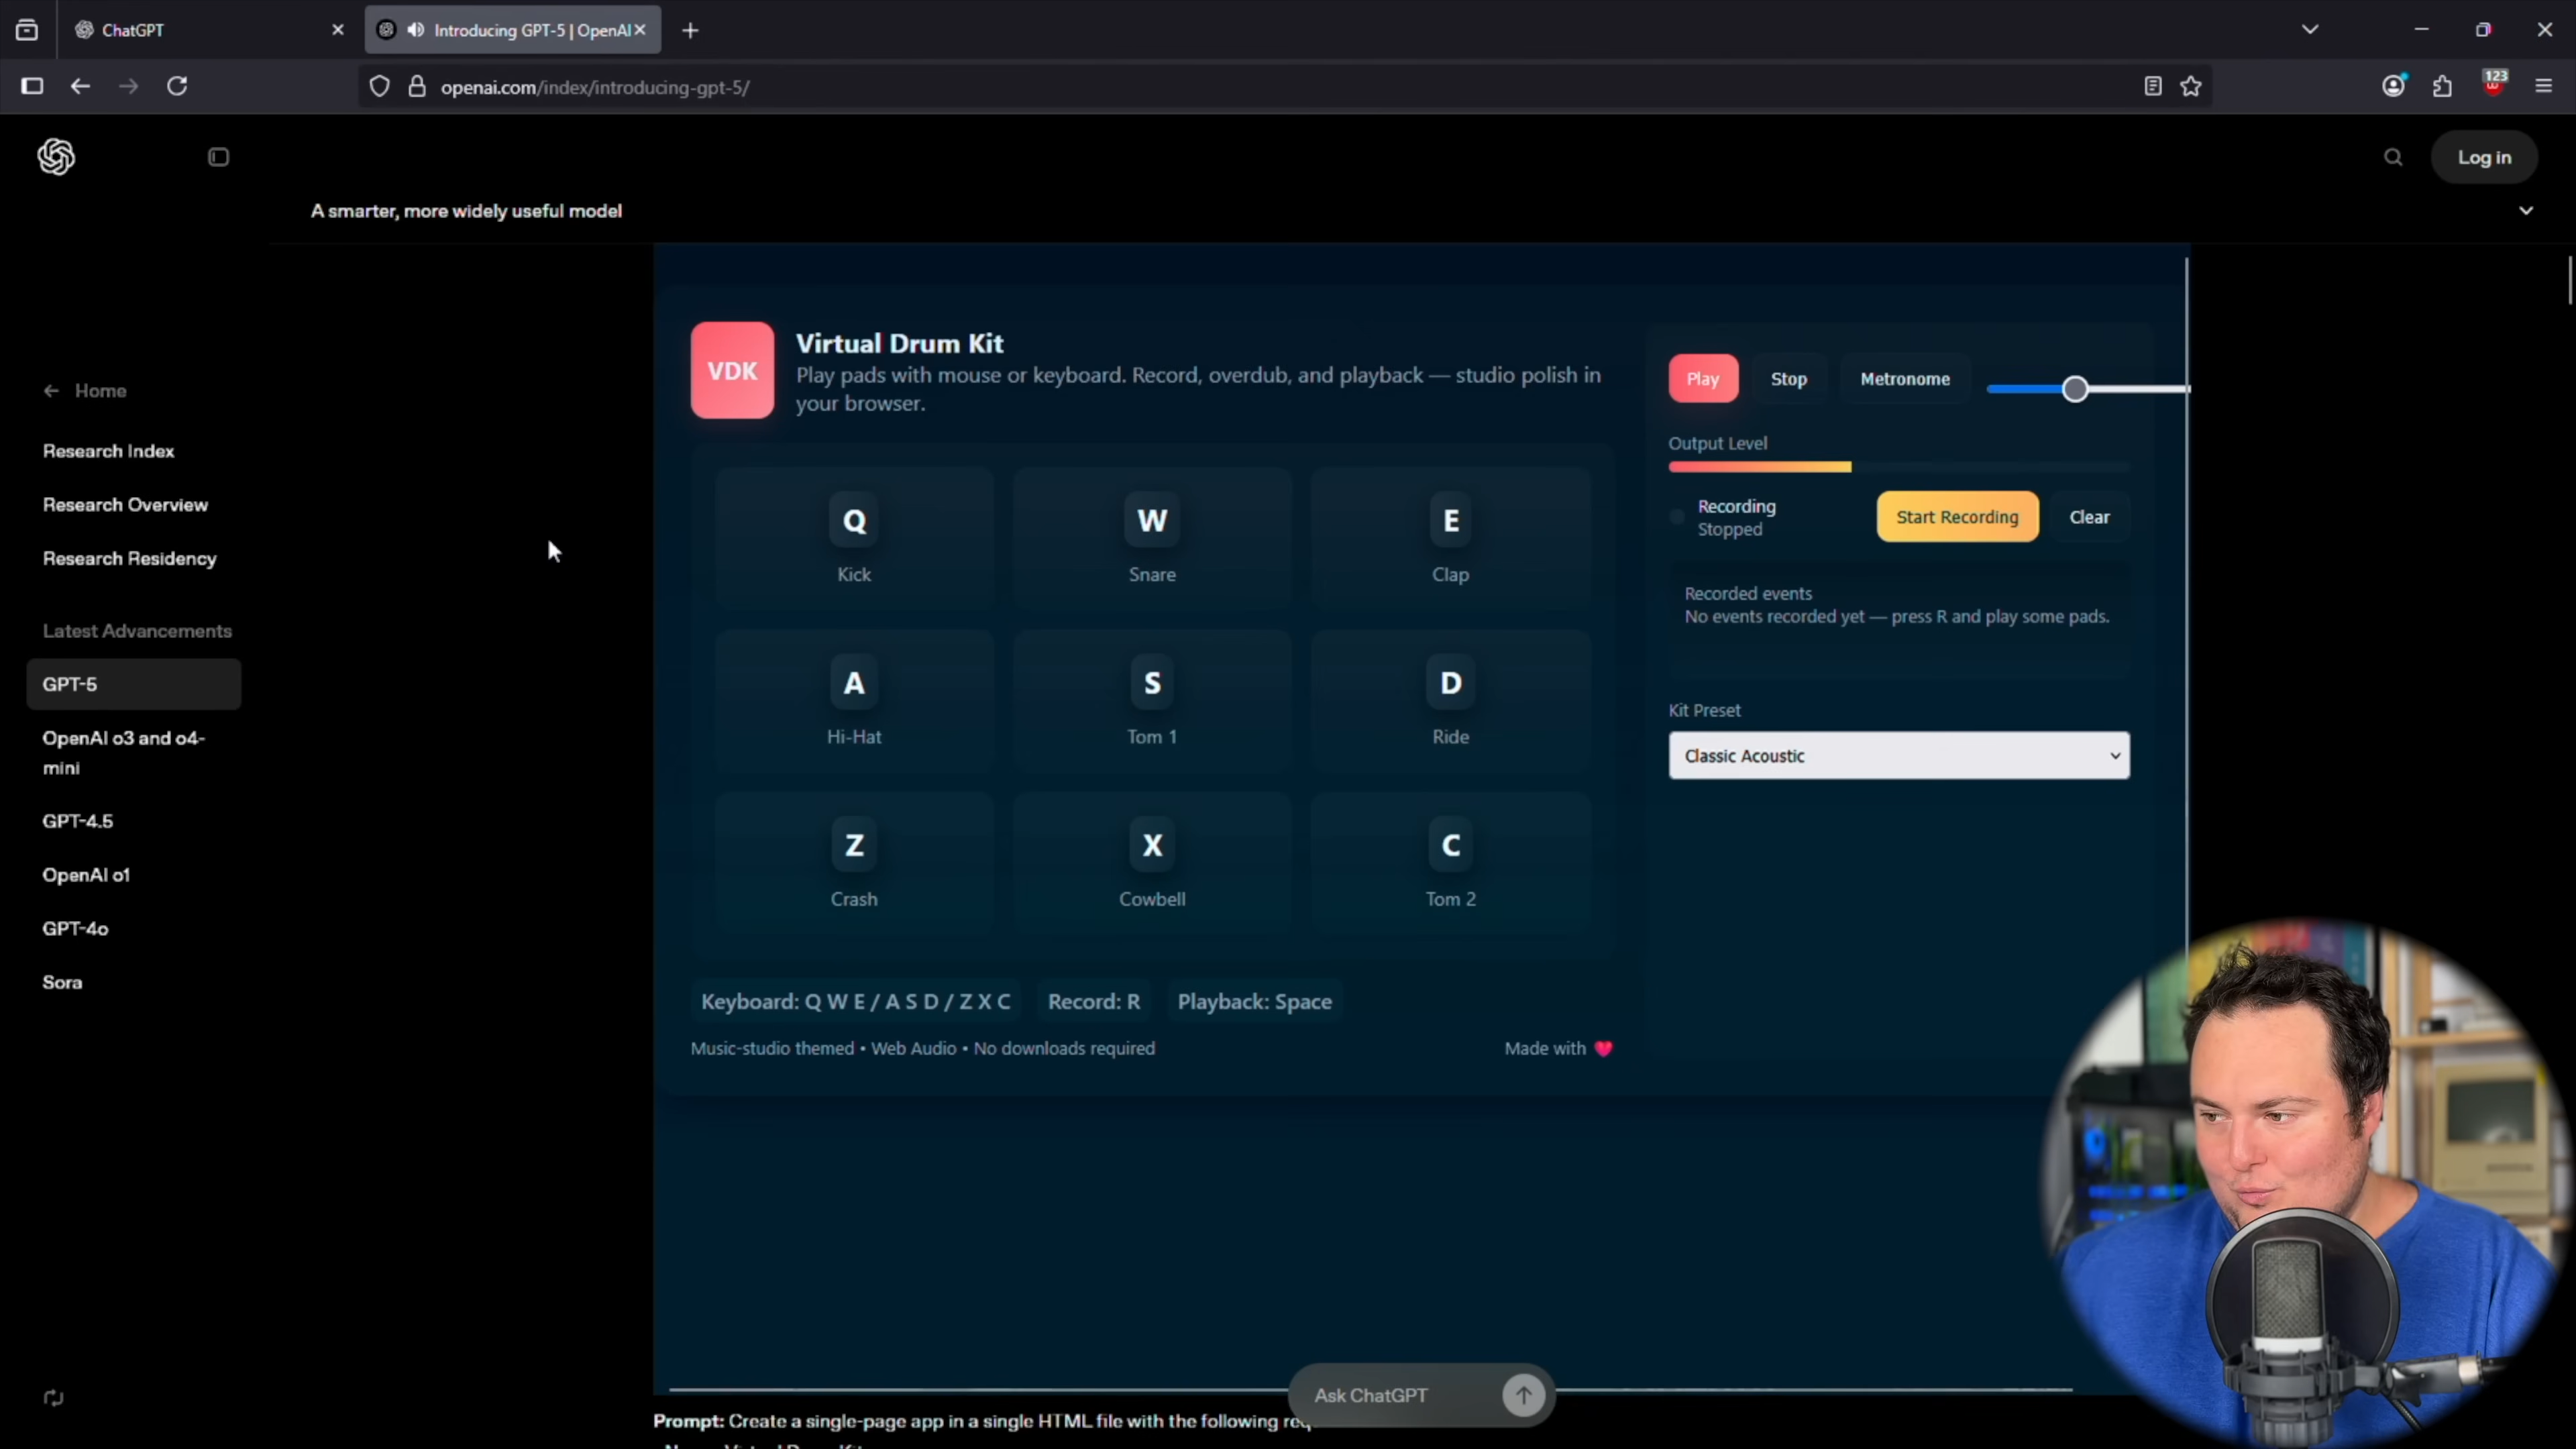 ChatGPT
Introducing GPT-5 | OpenAI
openai.com/index/introducing-gpt-5/
123
Log in
A smarter, more widely useful model
Home
Research Index
Research Overview
Research Residency
Latest Advancements
GPT-5
OpenAI o3 and o4-
mini
GPT-4.5
OpenAI o1
GPT-4o
Sora
VDK
Virtual Drum Kit
Play pads with mouse or keyboard. Record, overdub, and playback — studio polish in
your browser.
Q
Kick
W
Snare
E
Clap
A
Hi-Hat
S
Tom 1
D
Ride
Z
Crash
X
Cowbell
C
Tom 2
Keyboard: Q W E / A S D / Z X C
Record: R
Playback: Space
Music-studio themed • Web Audio • No downloads required
Made with
Play
Stop
Metronome
Output Level
Recording
Stopped
Start Recording
Clear
Recorded events
No events recorded yet — press R and play some pads.
Kit Preset
Classic Acoustic
Ask ChatGPT
Prompt: Create a single-page app in a single HTML file with the following